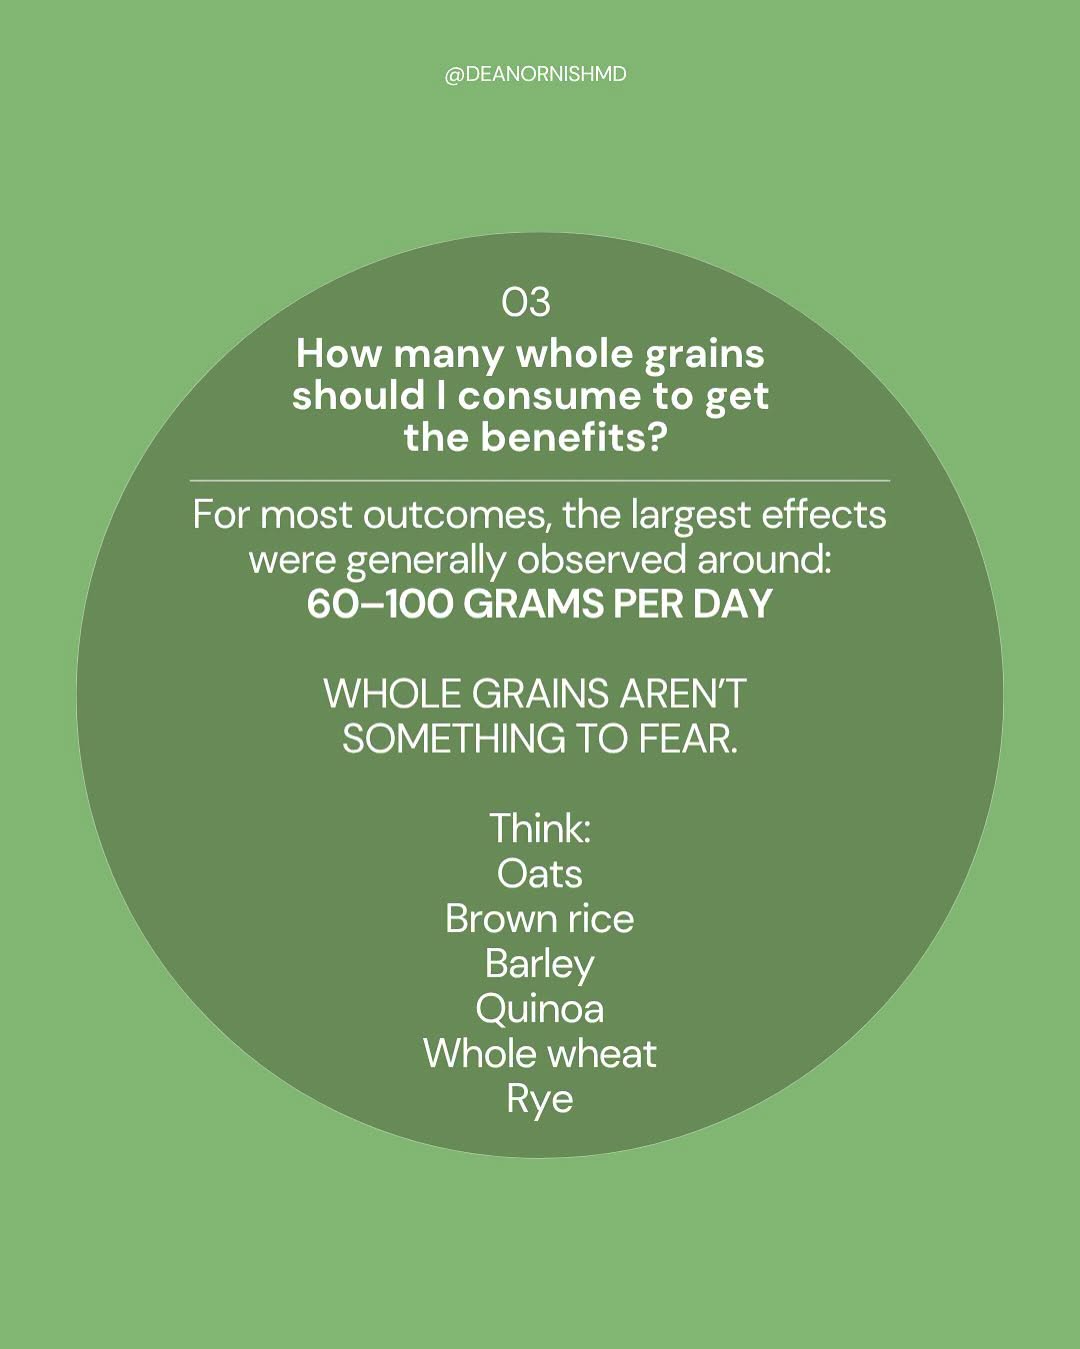 @DEANORNISHMD
03
How many whole grains
should I consume to get
the benefits?
For most outcomes, the largest effects
were generally observed around:
60–100 GRAMS PER DAY
WHOLE GRAINS AREN’T
SOMETHING TO FEAR.
Think:
Oats
Brown rice
Barley
Quinoa
Whole wheat
Rye